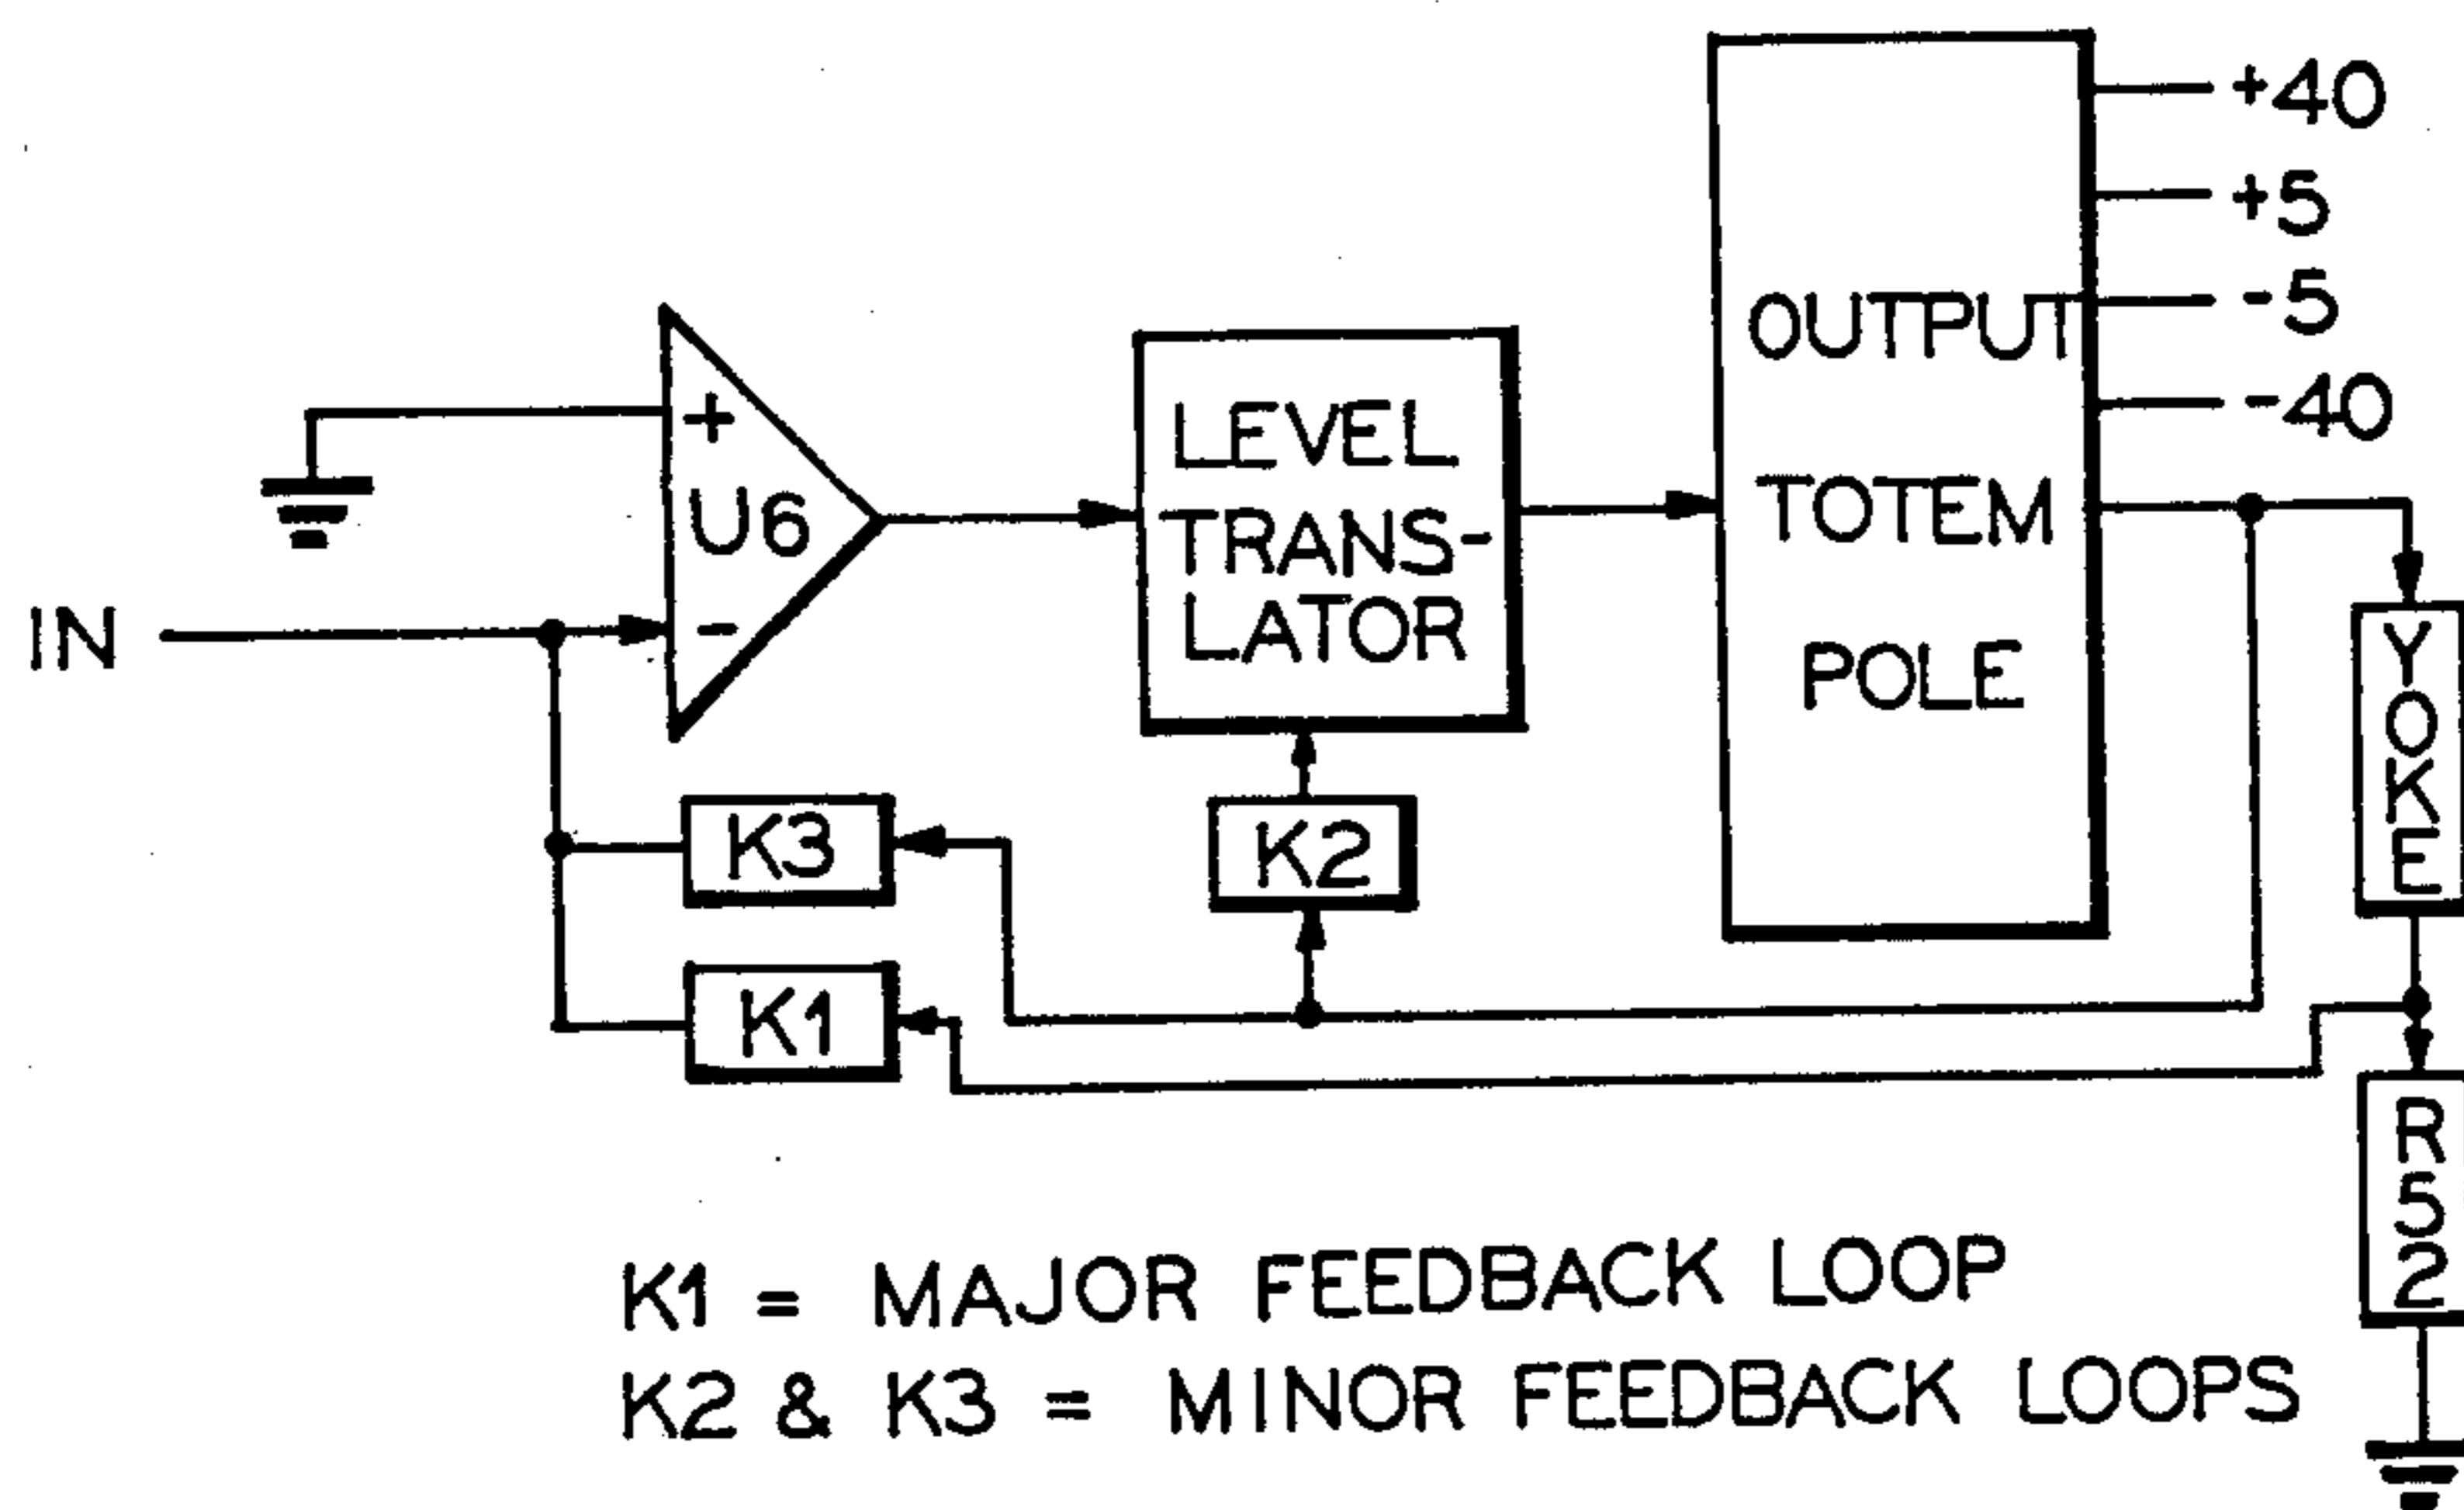 +40
+5
-5
-40
OUTPUT
TOTEM
POLE
LEVEL
TRANS-
LATOR
+
U6
-
IN
YOKE
K3
K2
K1
R52
K1 = MAJOR FEEDBACK LOOP
K2 & K3 = MINOR FEEDBACK LOOPS